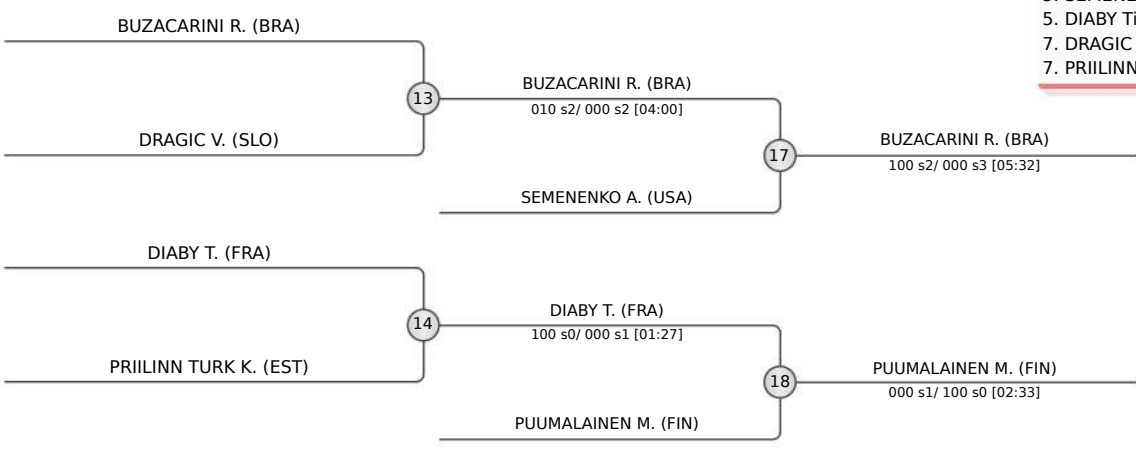 5. DIABY Ti
7. DRAGIC
7. PRIILINN
BUZACARINI R. (BRA)
13
BUZACARINI R. (BRA)
010 s2/ 000 s2 [04:00]
DRAGIC V. (SLO)
17
BUZACARINI R. (BRA)
100 s2/ 000 s3 [05:32]
SEMENENKO A. (USA)
DIABY T. (FRA)
14
DIABY T. (FRA)
100 s0/ 000 s1 [01:27]
PRIILINN TURK K. (EST)
18
PUUMALAINEN M. (FIN)
000 s1/ 100 s0 [02:33]
PUUMALAINEN M. (FIN)